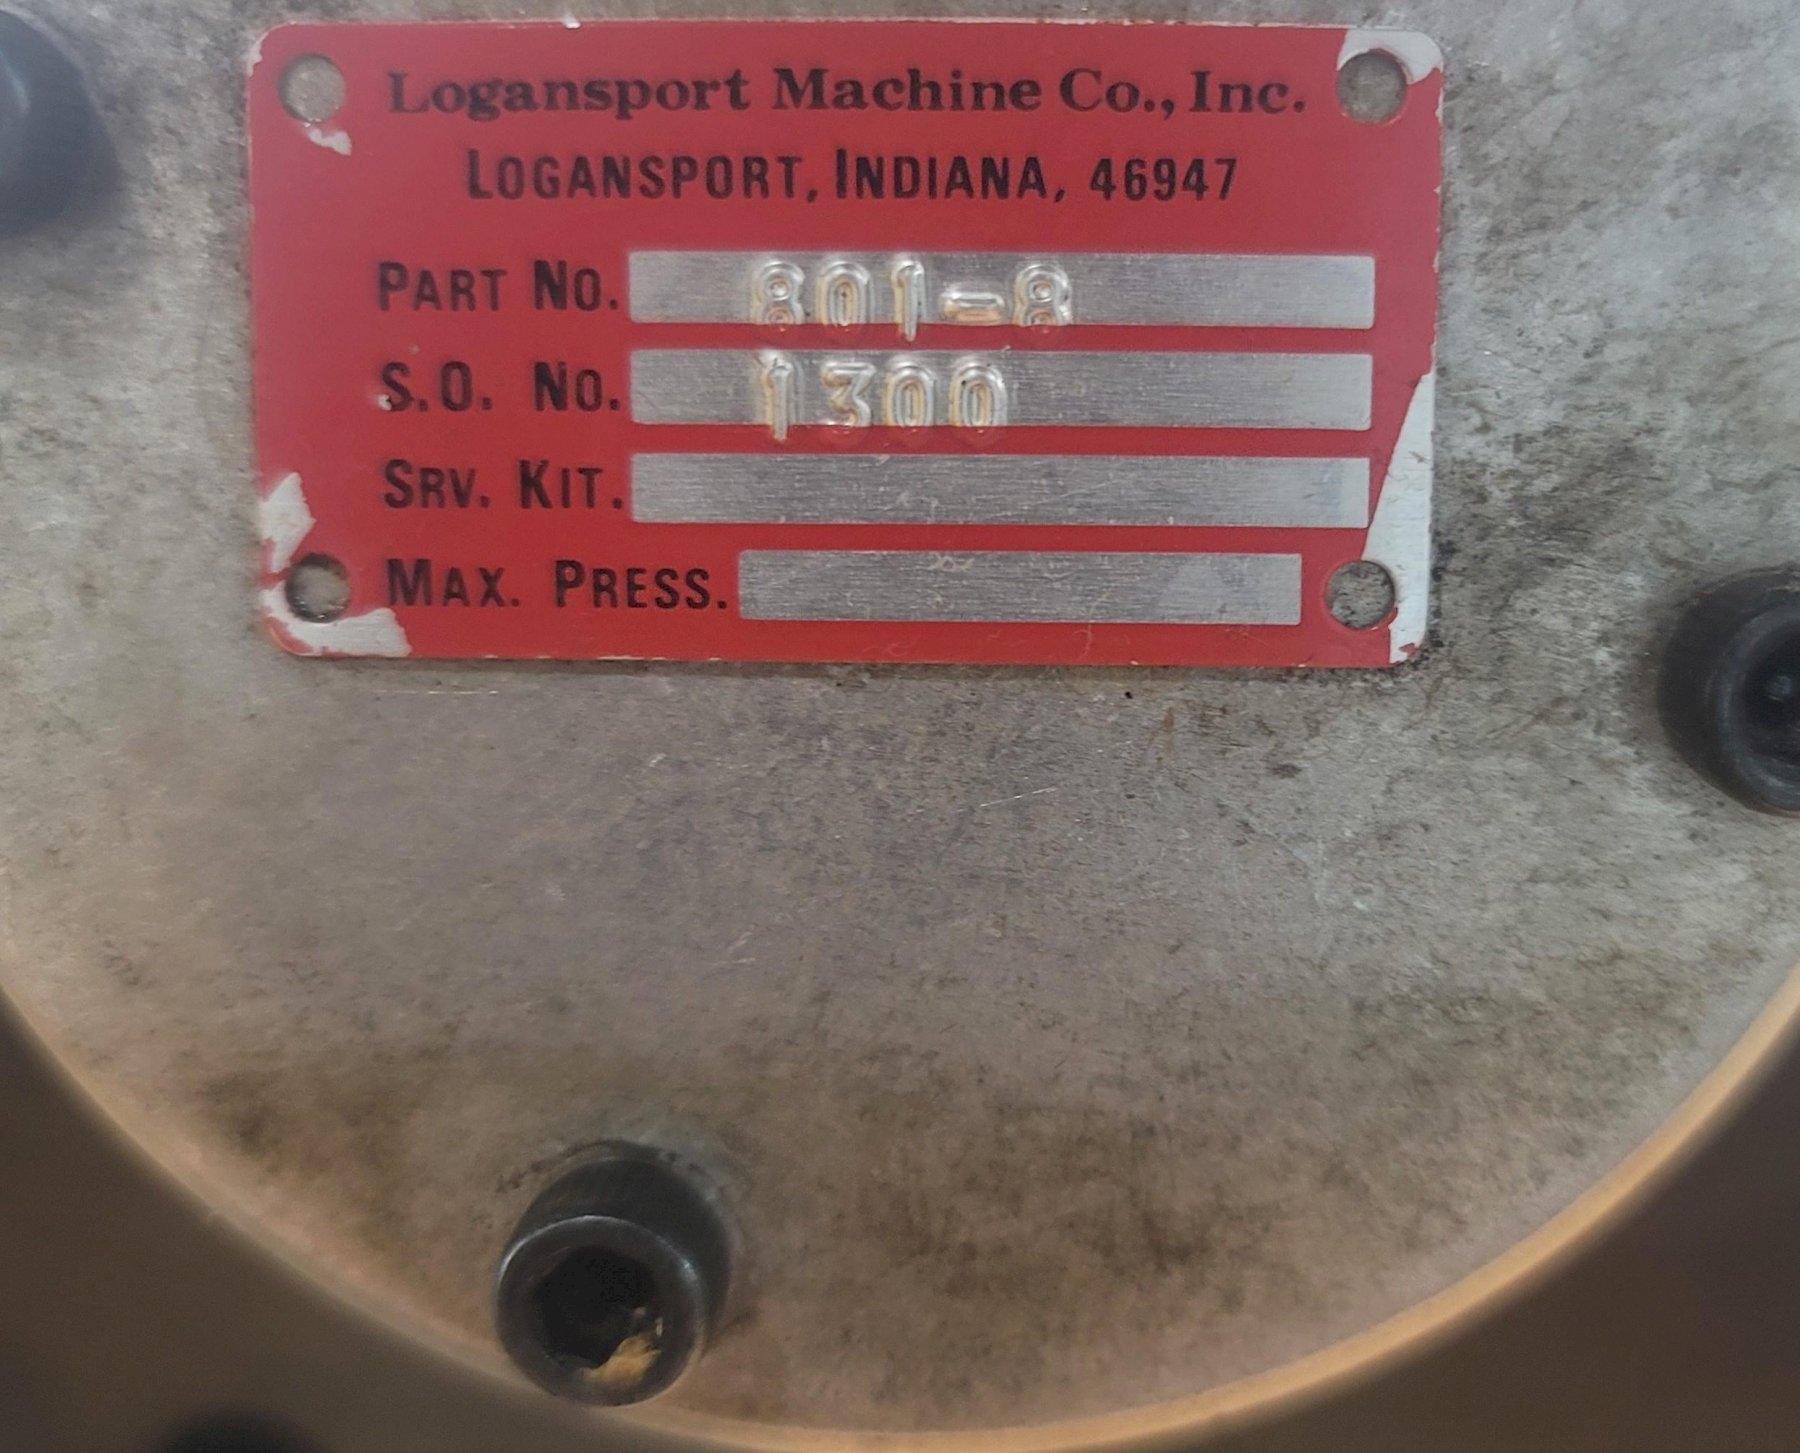 Logansport Machine Co., Inc.
LOGANSPORT, INDIANA, 46947
PART NO. 801-8
S.O. NO. 1300
SRV. KIT.
MAX. PRESS.